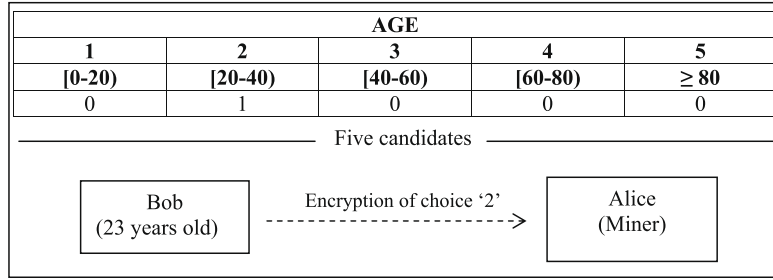 AGE
1 2 3 4 5
[0-20) [20-40) [40-60) [60-80) ≥ 80
0 1 0 0 0
Five candidates
Bob
(23 years old)
Encryption of choice ‘2’
Alice
(Miner)